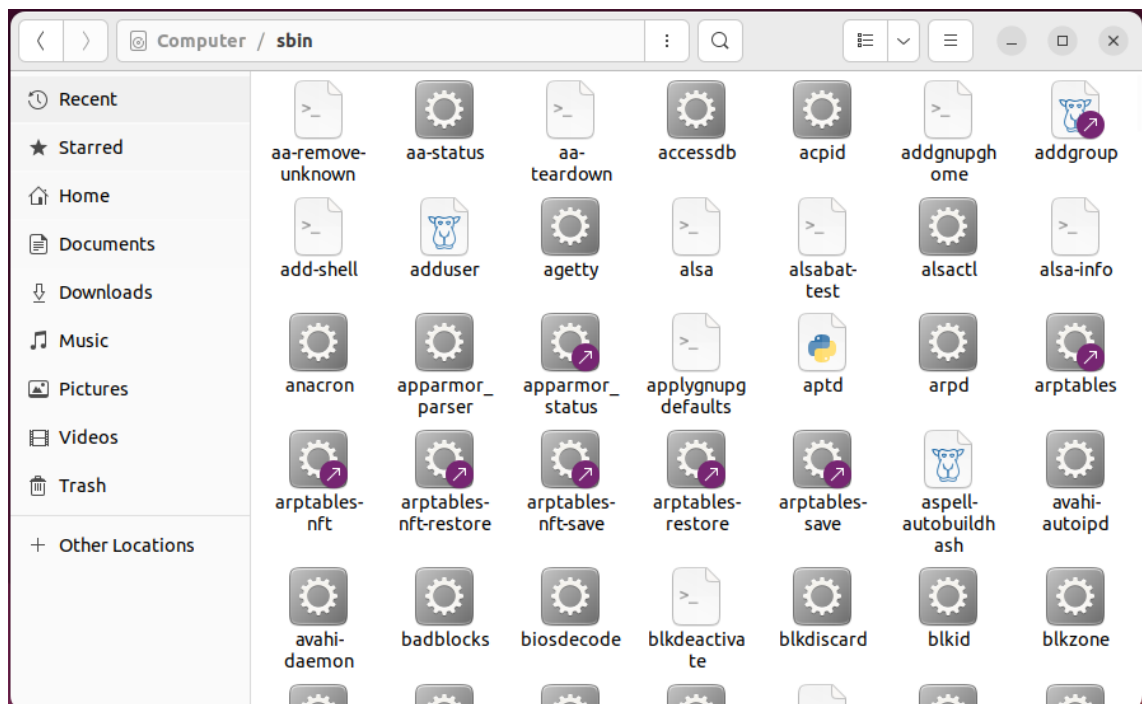 Computer / sbin
Recent
Starred
Home
Documents
Downloads
Music
Pictures
Videos
Trash
+ Other Locations
aa-remove-
unknown
aa-status
aa-
teardown
accessdb
acpid
addgnupgh
ome
addgroup
add-shell
adduser
agetty
alsa
alsabat-
test
alsactl
alsa-info
anacron
apparmor_
parser
apparmor_
status
applygnupg
defaults
aptd
arpd
arptables
arptables-
nft
arptables-
nft-restore
arptables-
nft-save
arptables-
restore
arptables-
save
aspell-
autobuildh
ash
avahi-
autoipd
avahi-
daemon
badblocks
biosdecode
blkdeactiva
te
blkdiscard
blkid
blkzone